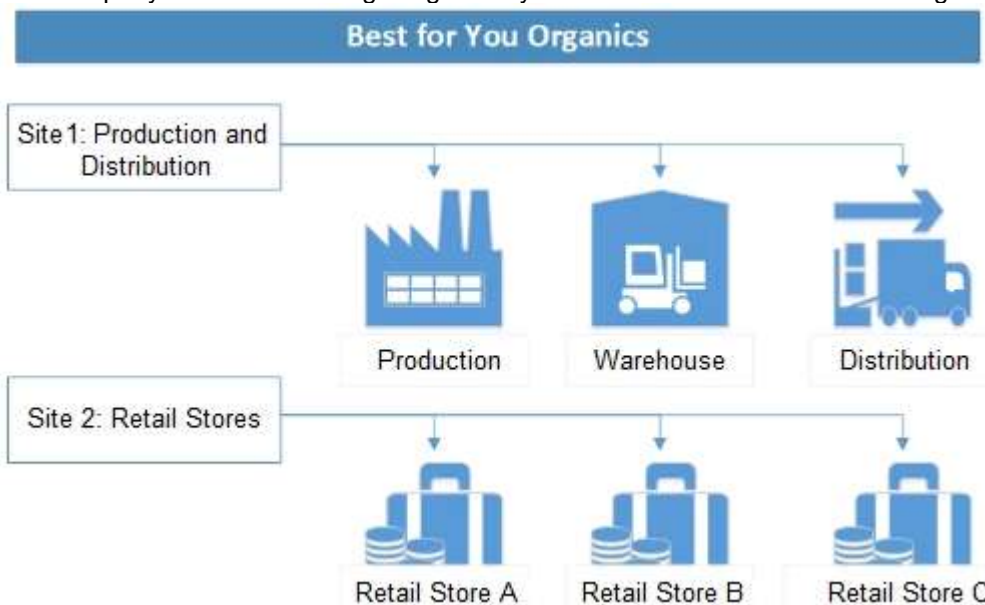 Best for You Organics
Site 1: Production and
Distribution
Production
Warehouse
Distribution
Site 2: Retail Stores
Retail Store A
Retail Store B
Retail Store C